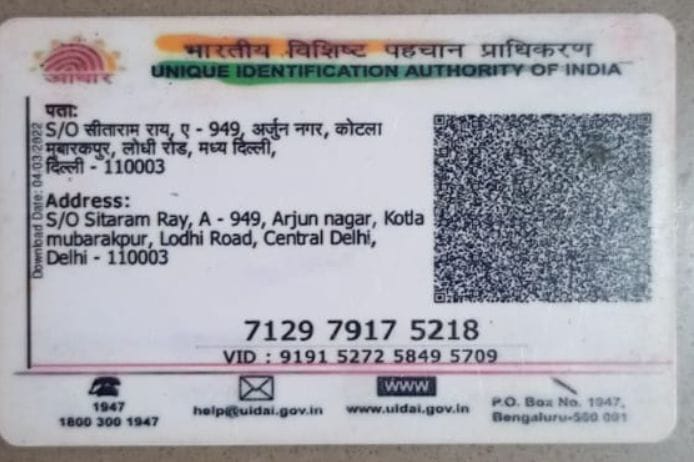 भारतीय विशिष्ट पहचान प्राधिकरण
UNIQUE IDENTIFICATION AUTHORITY OF INDIA
आधार
पता:
S/O सीताराम राय, ए - 949, अर्जुन नगर, कोटला
मुबारकपुर, लोधी रोड, मध्य दिल्ली,
दिल्ली - 110003
Address:
S/O Sitaram Ray, A - 949, Arjun nagar, Kotla
mubarakpur, Lodhi Road, Central Delhi,
Delhi - 110003
Download Date: 04/03/2022
7129 7917 5218
VID : 9191 5272 5849 5709
1947
1800 300 1947
help@uidai.gov.in
WWW
www.uidai.gov.in
P.O. Box No. 1947,
Bengaluru-560 001